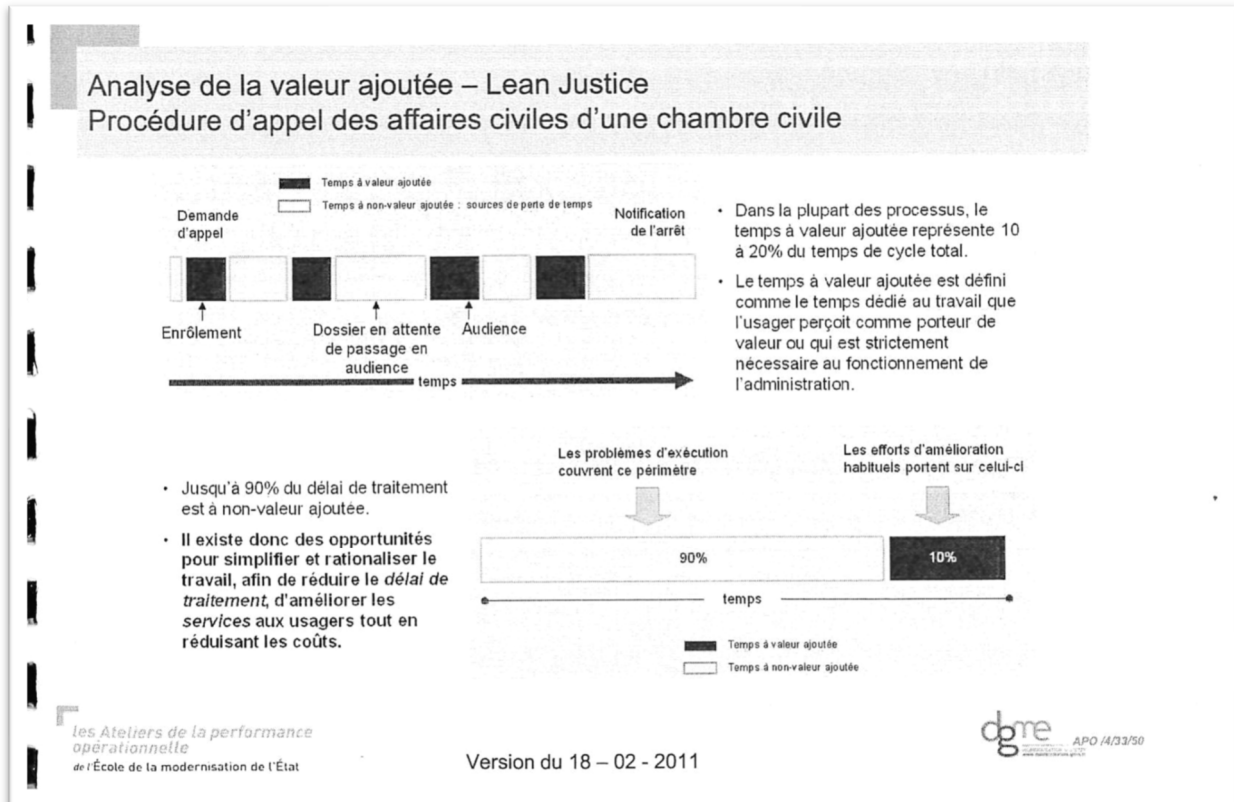 Analyse de la valeur ajoutée – Lean Justice
Procédure d'appel des affaires civiles d'une chambre civile
Temps à valeur ajoutée
Temps à non-valeur ajoutée : sources de perte de temps
Demande
d'appel
Notification
de l'arrêt
Enrôlement
Dossier en attente
de passage en
audience
Audience
temps
• Dans la plupart des processus, le
temps à valeur ajoutée représente 10
à 20% du temps de cycle total.
• Le temps à valeur ajoutée est défini
comme le temps dédié au travail que
l'usager perçoit comme porteur de
valeur ou qui est strictement
nécessaire au fonctionnement de
l'administration.
• Jusqu'à 90% du délai de traitement
est à non-valeur ajoutée.
• Il existe donc des opportunités
pour simplifier et rationaliser le
travail, afin de réduire le délai de
traitement, d'améliorer les
services aux usagers tout en
réduisant les coûts.
Les problèmes d'exécution
couvrent ce périmètre
Les efforts d'amélioration
habituels portent sur celui-ci
90%
10%
temps
Temps à valeur ajoutée
Temps à non-valeur ajoutée
les Ateliers de la performance
opérationnelle
de l'École de la modernisation de l'État
Version du 18 – 02 - 2011
dgme
APO /4/33/50